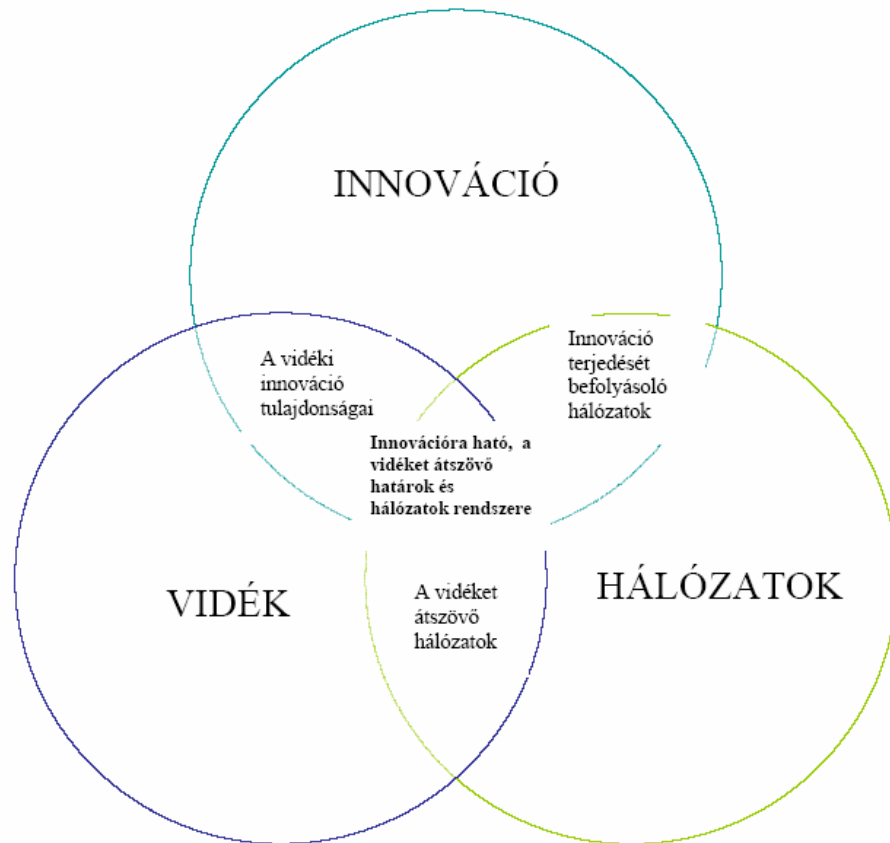 INNOVÁCIÓ
A vidéki
innováció
tulajdonságai
Innováció
terjedését
befolyásoló
hálózatok
Innovációra ható, a
vidéket átszövő
határok és
hálózatok rendszere
VIDÉK
A vidéket
átszövő
hálózatok
HÁLÓZATOK